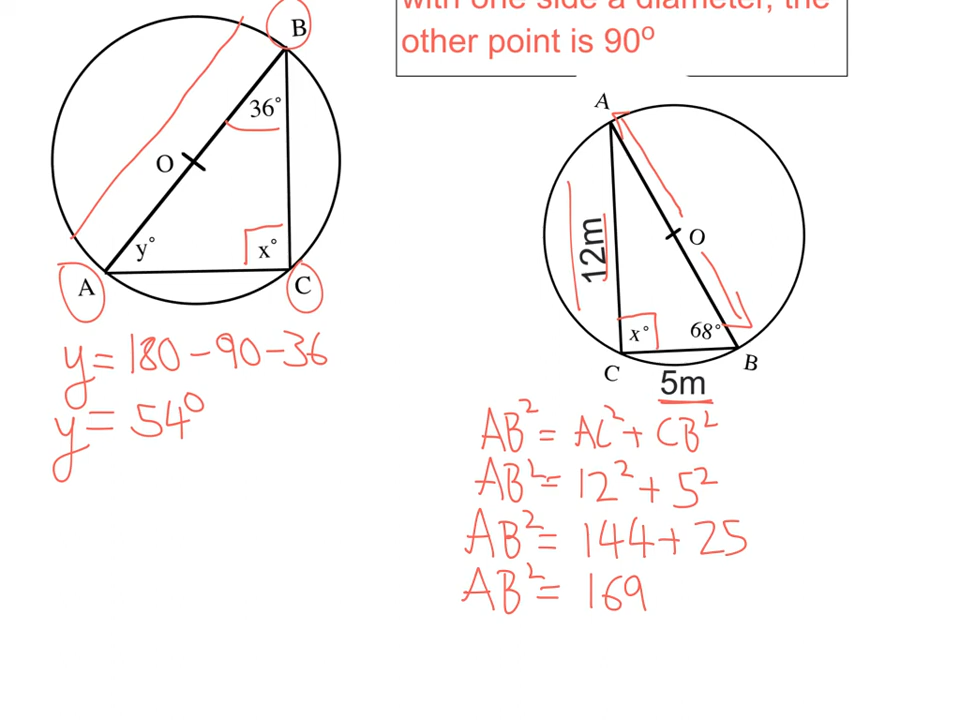 with one side a diameter, the
other point is 90°
B
36°
O
y°
x°
A
C
y = 180 - 90 - 36
y = 54°
A
O
12m
x°
68°
C
B
5m
AB² = AC² + CB²
AB² = 12² + 5²
AB² = 144 + 25
AB² = 169